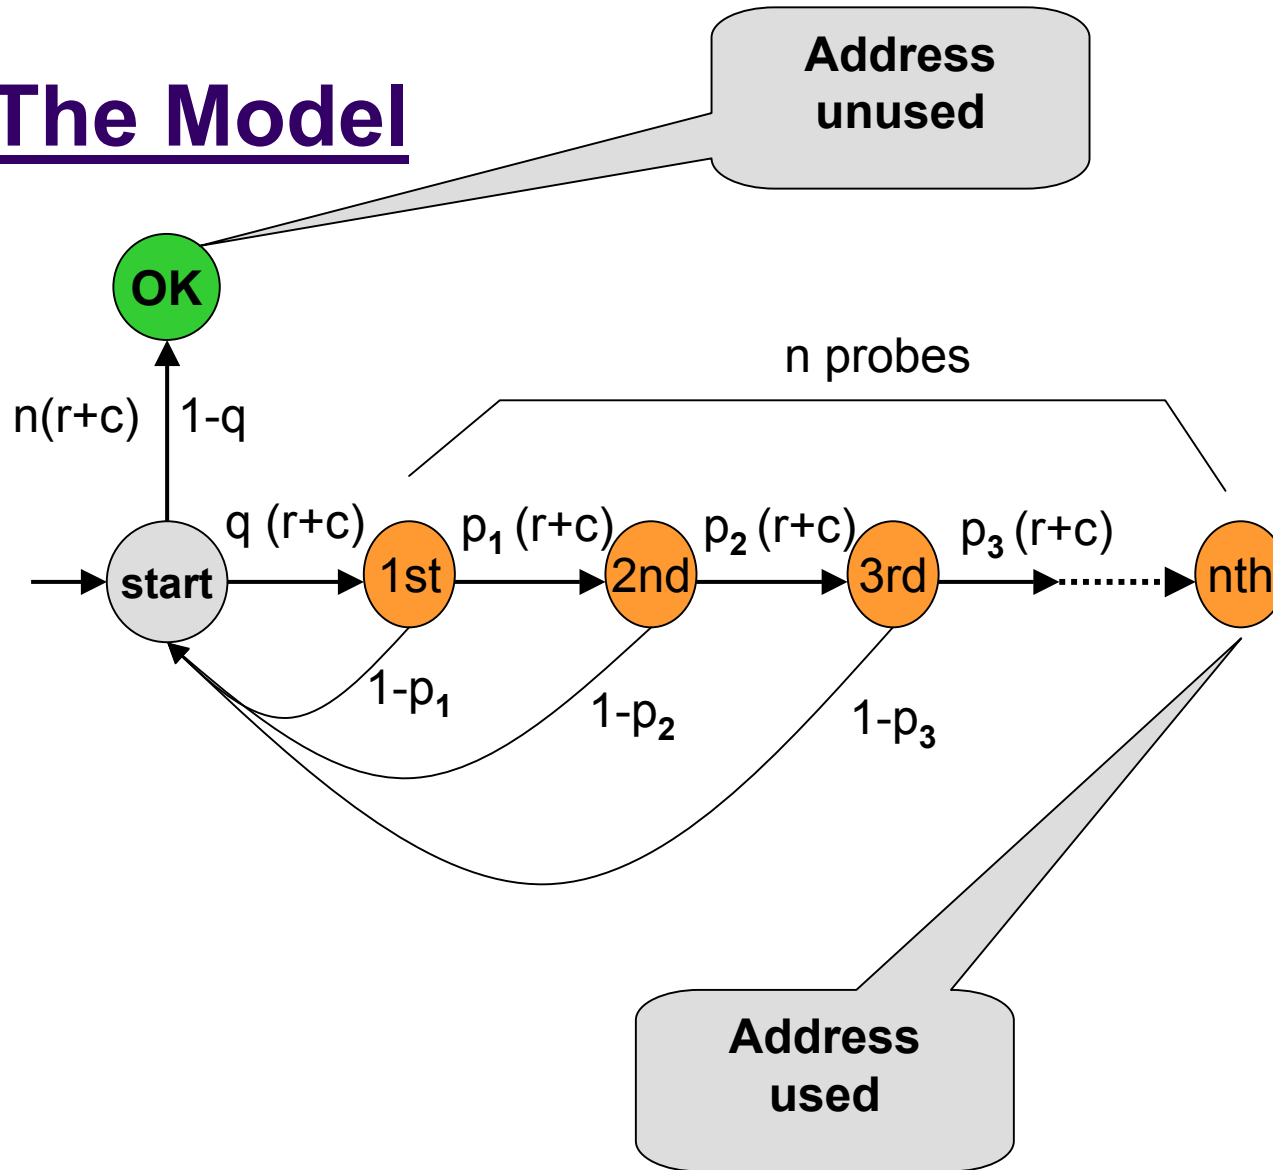 The Model
Address
unused
OK
n probes
n(r+c) 1-q
q (r+c) p₁ (r+c) p₂ (r+c) p₃ (r+c)
start 1st 2nd 3rd nth
1-p₁ 1-p₂ 1-p₃
Address
used